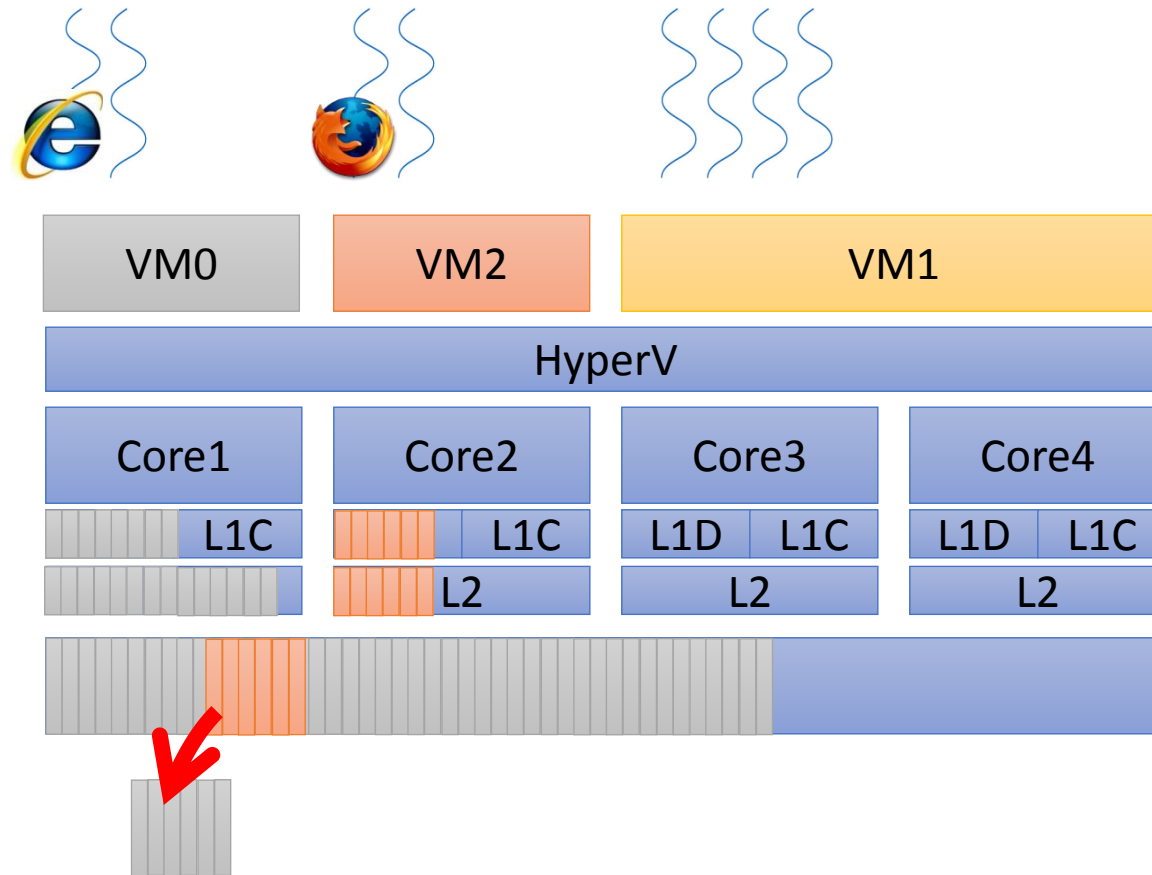 VM0
VM2
VM1
HyperV
Core1
Core2
Core3
Core4
L1C
L1C
L1D
L1C
L1D
L1C
L2
L2
L2